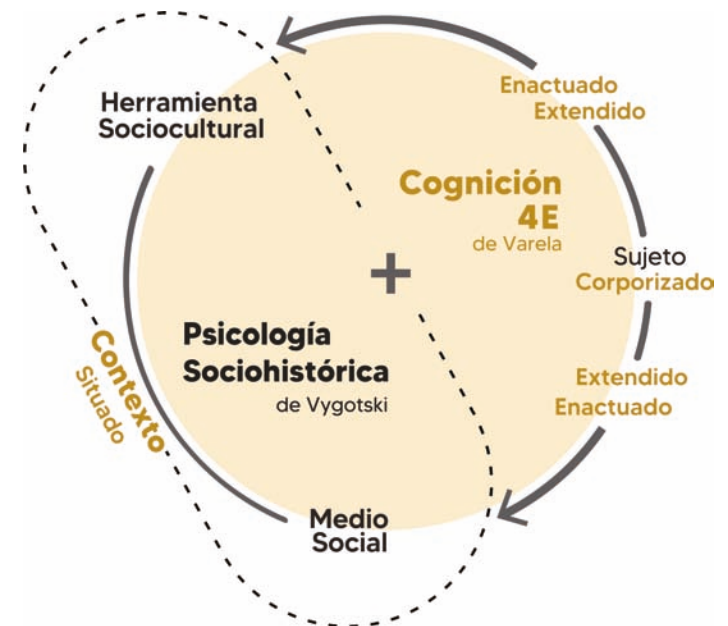 Enactuado
Extendido
Herramienta
Sociocultural
Cognición
4E
de Varela
Sujeto
Corporizado
+
Psicología
Sociohistórica
de Vygotski
Contexto
Situado
Extendido
Enactuado
Medio
Social